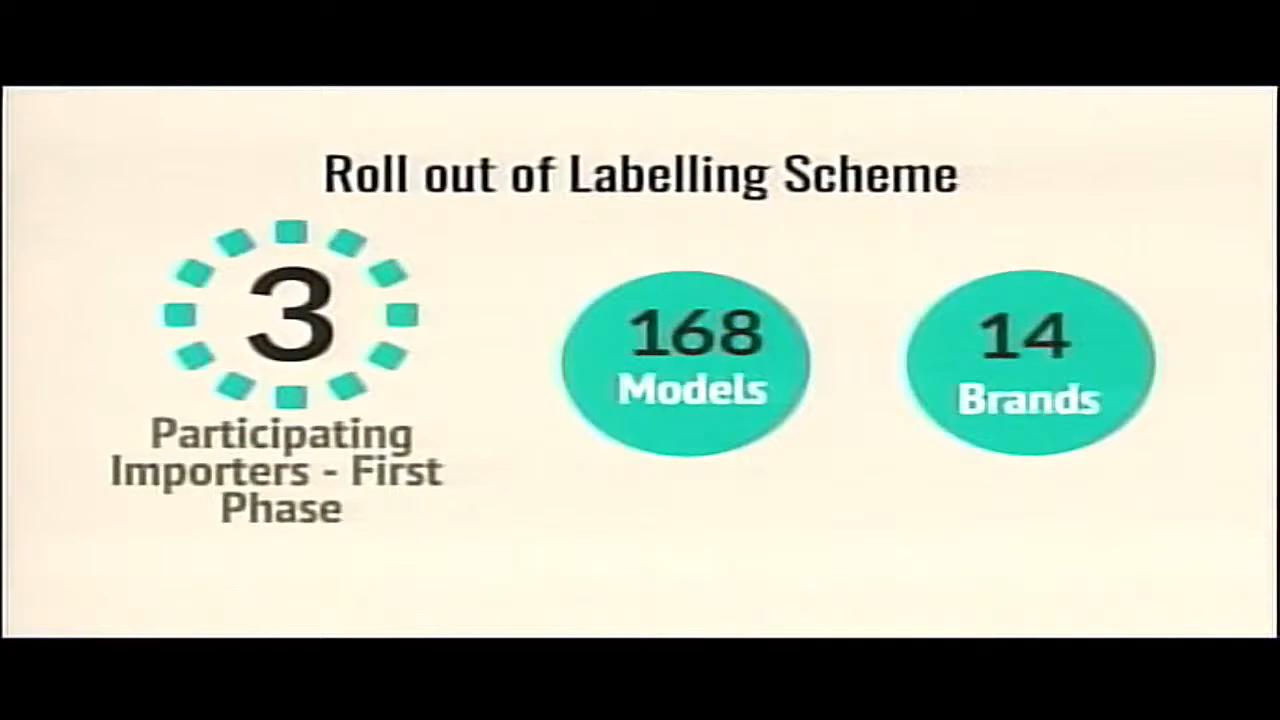 Roll out of Labelling Scheme
3
Participating
Importers - First
Phase
168
Models
14
Brands